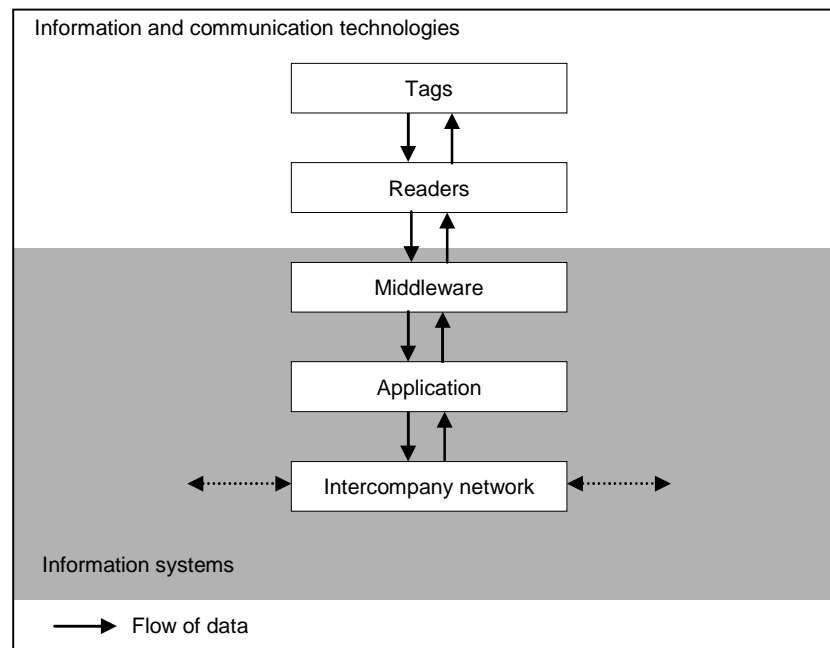 Information and communication technologies
Tags
Readers
Middleware
Application
Intercompany network
Information systems
Flow of data